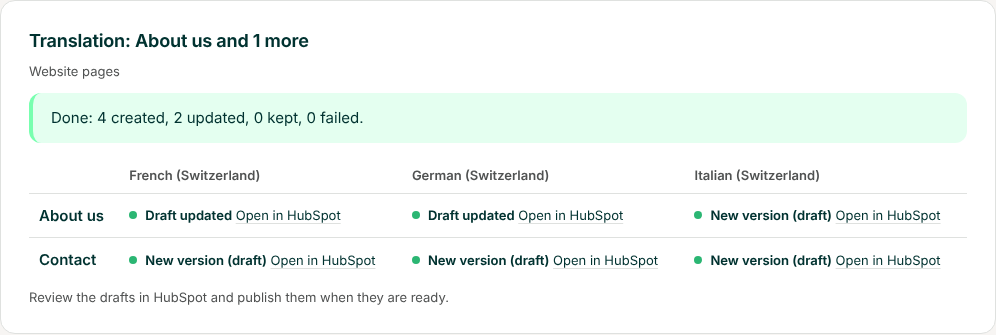 Translation: About us and 1 more
Website pages
Done: 4 created, 2 updated, 0 kept, 0 failed.
French (Switzerland) German (Switzerland) Italian (Switzerland)
About us Draft updated Open in HubSpot Draft updated Open in HubSpot New version (draft) Open in HubSpot
Contact New version (draft) Open in HubSpot New version (draft) Open in HubSpot New version (draft) Open in HubSpot
Review the drafts in HubSpot and publish them when they are ready.